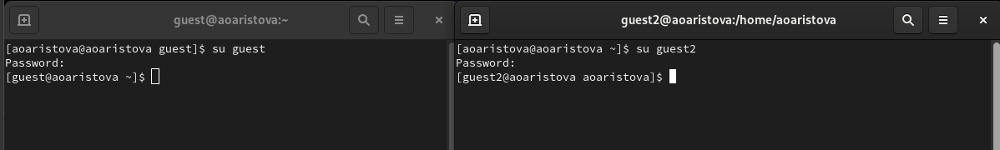 guest@aoaristova:~
[aoaristova@aoaristova guest]$ su guest
Password:
[guest@aoaristova ~]$
guest2@aoaristova:/home/aoaristova
[aoaristova@aoaristova ~]$ su guest2
Password:
[guest2@aoaristova aoaristova]$